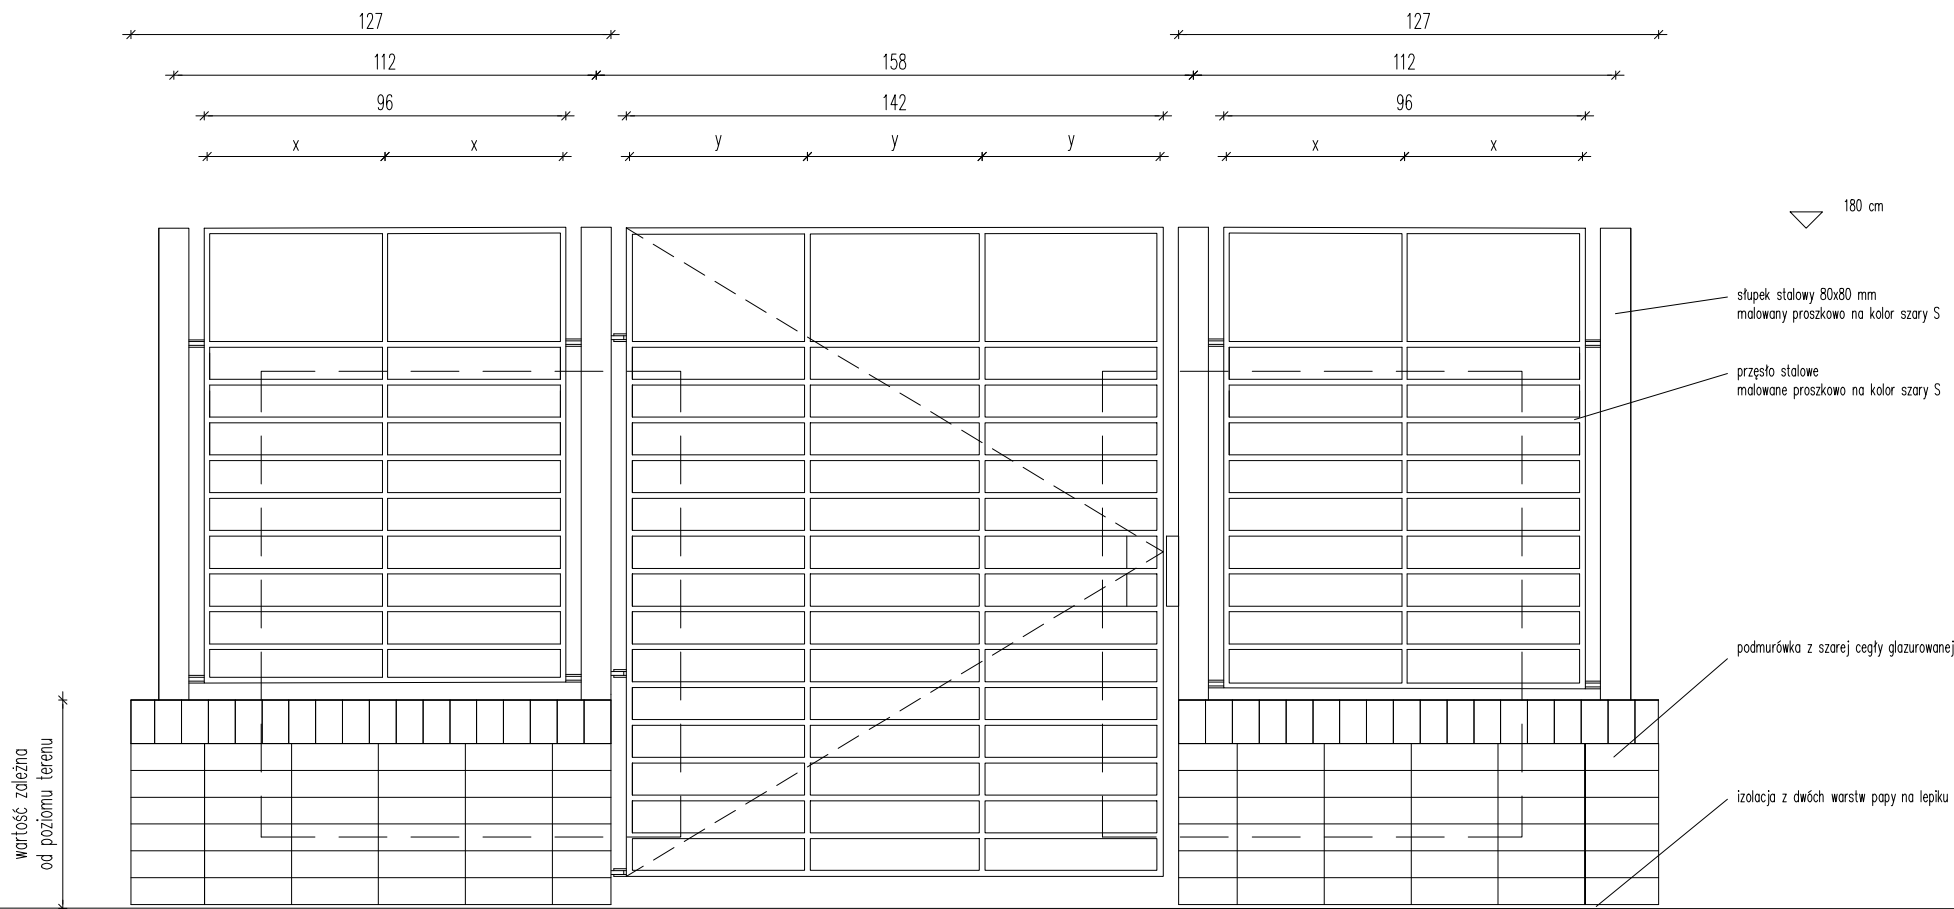 127
127
112
158
112
96
142
96
x
x
y
y
y
x
x
180 cm
słupek stalowy 80x80 mm
malowany proszkowo na kolor szary S
przęsło stalowe
malowane proszkowo na kolor szary S
podmurówka z szarej cegły glazurowanej
izolacja z dwóch warstw papy na lepiku
wartość zależna
od poziomu terenu